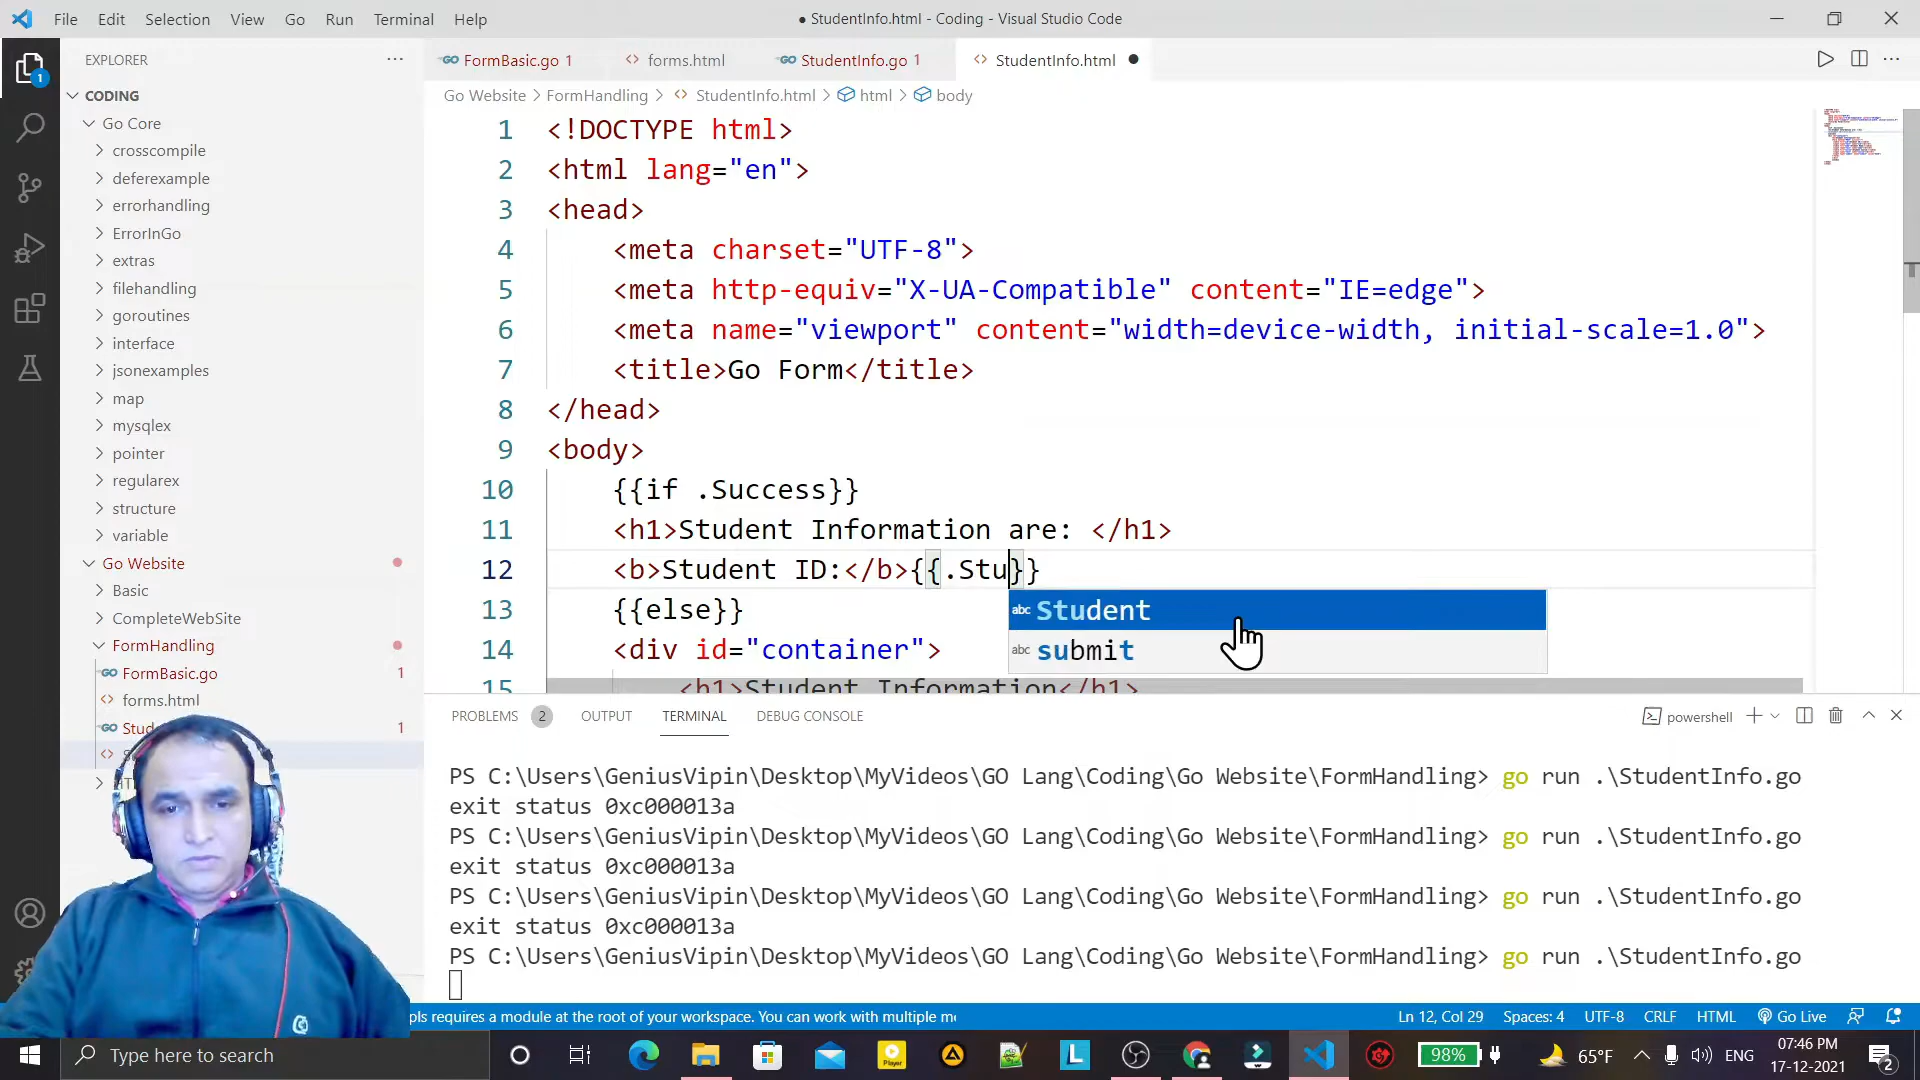 File Edit Selection View Go Run Terminal Help
● StudentInfo.html - Coding - Visual Studio Code
EXPLORER
CODING
Go Core
crosscompile
deferexample
errorhandling
ErrorInGo
extras
filehandling
goroutines
interface
jsonexamples
map
mysqlex
pointer
regularex
structure
variable
Go Website
Basic
CompleteWebSite
FormHandling
FormBasic.go 1
forms.html
Stud 1
FormBasic.go 1 forms.html StudentInfo.go 1 StudentInfo.html
Go Website > FormHandling > StudentInfo.html > html > body
1 <!DOCTYPE html>
2 <html lang="en">
3 <head>
4 <meta charset="UTF-8">
5 <meta http-equiv="X-UA-Compatible" content="IE=edge">
6 <meta name="viewport" content="width=device-width, initial-scale=1.0">
7 <title>Go Form</title>
8 </head>
9 <body>
10 {{if .Success}}
11 <h1>Student Information are: </h1>
12 <b>Student ID:</b>{{.Stu}}
13 {{else}}
14 <div id="container">
15 <h1>Student Information</h1>
abc Student
abc submit
PROBLEMS 2 OUTPUT TERMINAL DEBUG CONSOLE
powershell
PS C:\Users\GeniusVipin\Desktop\MyVideos\GO Lang\Coding\Go Website\FormHandling> go run .\StudentInfo.go
exit status 0xc000013a
PS C:\Users\GeniusVipin\Desktop\MyVideos\GO Lang\Coding\Go Website\FormHandling> go run .\StudentInfo.go
exit status 0xc000013a
PS C:\Users\GeniusVipin\Desktop\MyVideos\GO Lang\Coding\Go Website\FormHandling> go run .\StudentInfo.go
exit status 0xc000013a
PS C:\Users\GeniusVipin\Desktop\MyVideos\GO Lang\Coding\Go Website\FormHandling> go run .\StudentInfo.go
pls requires a module at the root of your workspace. You can work with multiple m
Ln 12, Col 29 Spaces: 4 UTF-8 CRLF HTML Go Live
Type here to search
98% 65°F ENG 07:46 PM
17-12-2021
2